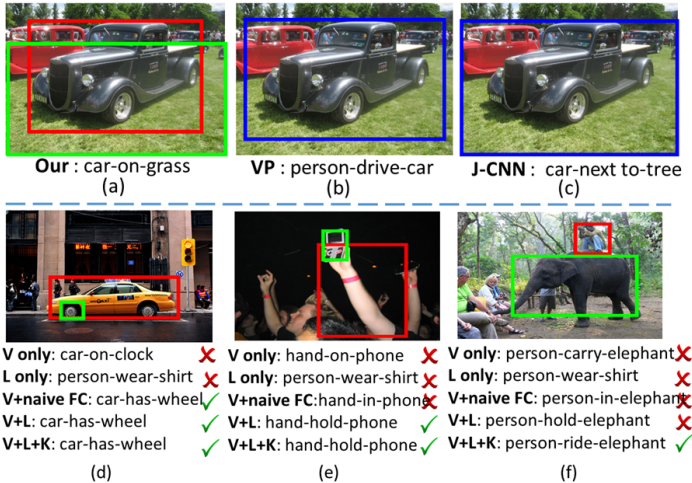 Our : car-on-grass
(a)
VP : person-drive-car
(b)
J-CNN : car-next to-tree
(c)
V only: car-on-clock
L only: person-wear-shirt
V+naive FC: car-has-wheel
V+L: car-has-wheel
V+L+K: car-has-wheel
(d)
V only: hand-on-phone
L only: person-wear-shirt
V+naive FC:hand-in-phone
V+L: hand-hold-phone
V+L+K: hand-hold-phone
(e)
V only: person-carry-elephant
L only: person-wear-shirt
V+naive FC: person-in-elephant
V+L: person-hold-elephant
V+L+K: person-ride-elephant
(f)